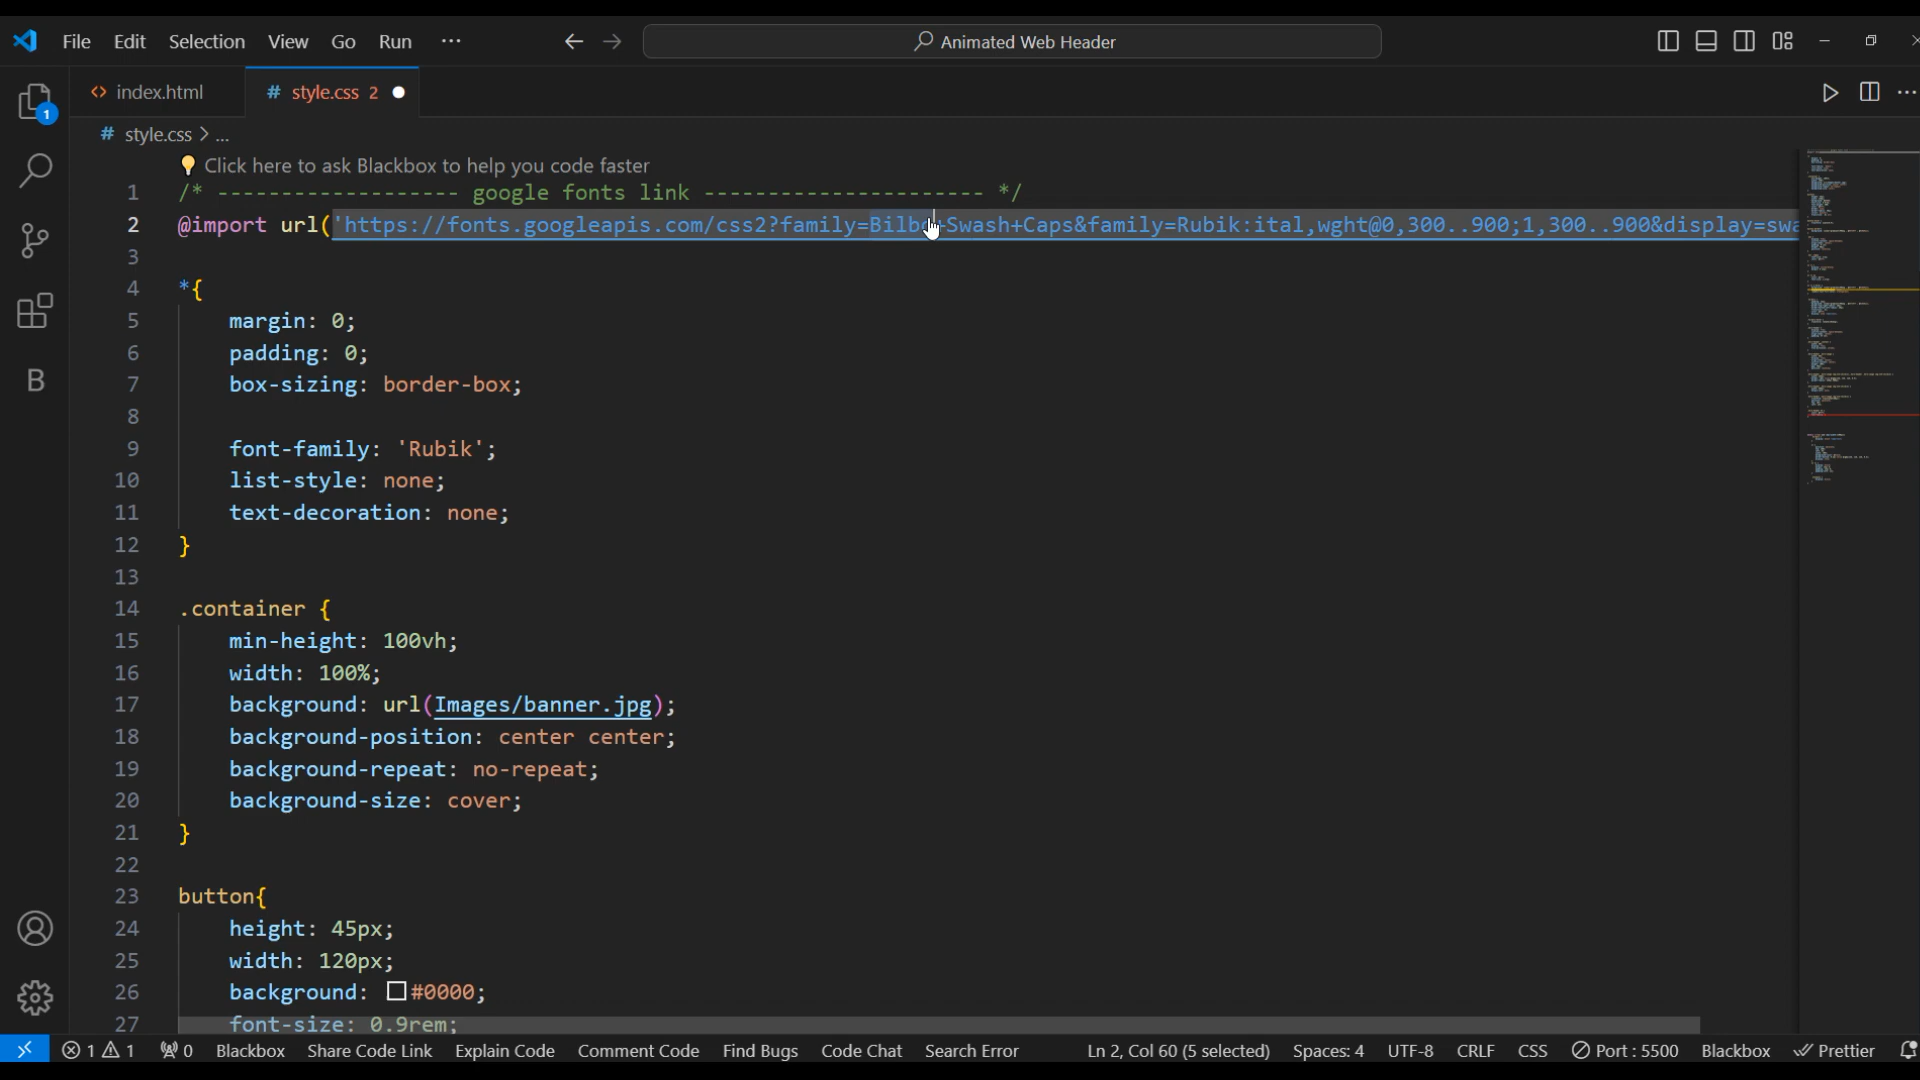 File Edit Selection View Go Run ··· Animated Web Header
index.html style.css 2
style.css > ...
Click here to ask Blackbox to help you code faster
1 /* ------------------- google fonts link ---------------------- */
2 @import url('https://fonts.googleapis.com/css2?family=Bilbo+Swash+Caps&family=Rubik:ital,wght@0,300..900;1,300..900&display=swa
3
4 *{
5 margin: 0;
6 padding: 0;
7 box-sizing: border-box;
8
9 font-family: 'Rubik';
10 list-style: none;
11 text-decoration: none;
12 }
13
14 .container {
15 min-height: 100vh;
16 width: 100%;
17 background: url(Images/banner.jpg);
18 background-position: center center;
19 background-repeat: no-repeat;
20 background-size: cover;
21 }
22
23 button{
24 height: 45px;
25 width: 120px;
26 background: #0000;
27 font-size: 0.9rem;
1
B
1 1 0 Blackbox Share Code Link Explain Code Comment Code Find Bugs Code Chat Search Error Ln 2, Col 60 (5 selected) Spaces: 4 UTF-8 CRLF CSS Port : 5500 Blackbox Prettier